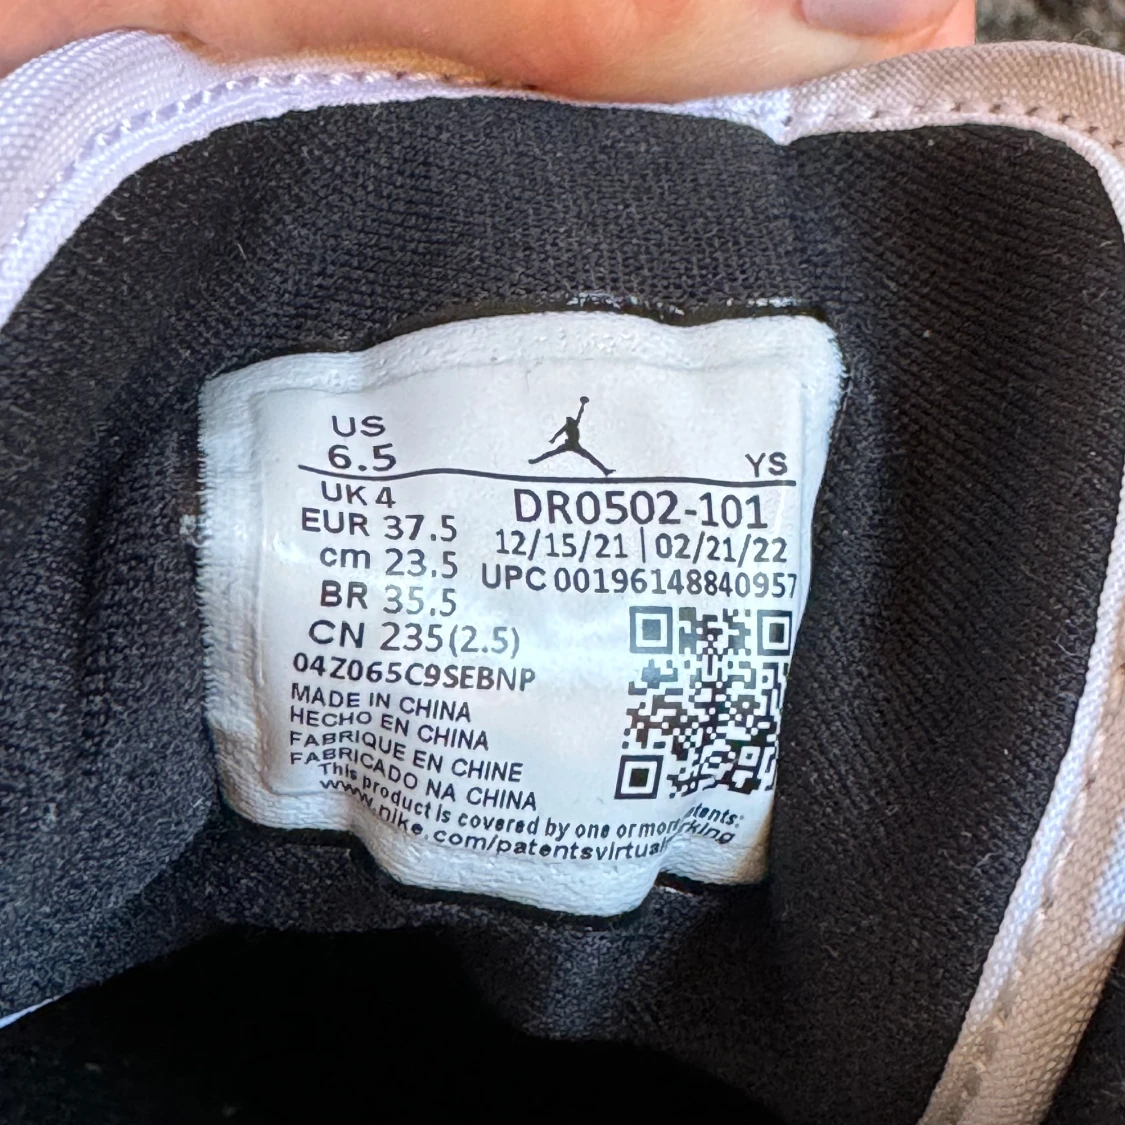 US
6.5
YS
UK 4
DR0502-101
EUR 37.5
12/15/21 | 02/21/22
cm 23.5
UPC 00196148840957
BR 35.5
CN 235(2.5)
04Z065C9SEBNP
MADE IN CHINA
HECHO EN CHINA
FABRIQUE EN CHINE
FABRICADO NA CHINA
This product is covered by one or more
www.nike.com/patentsvirtual